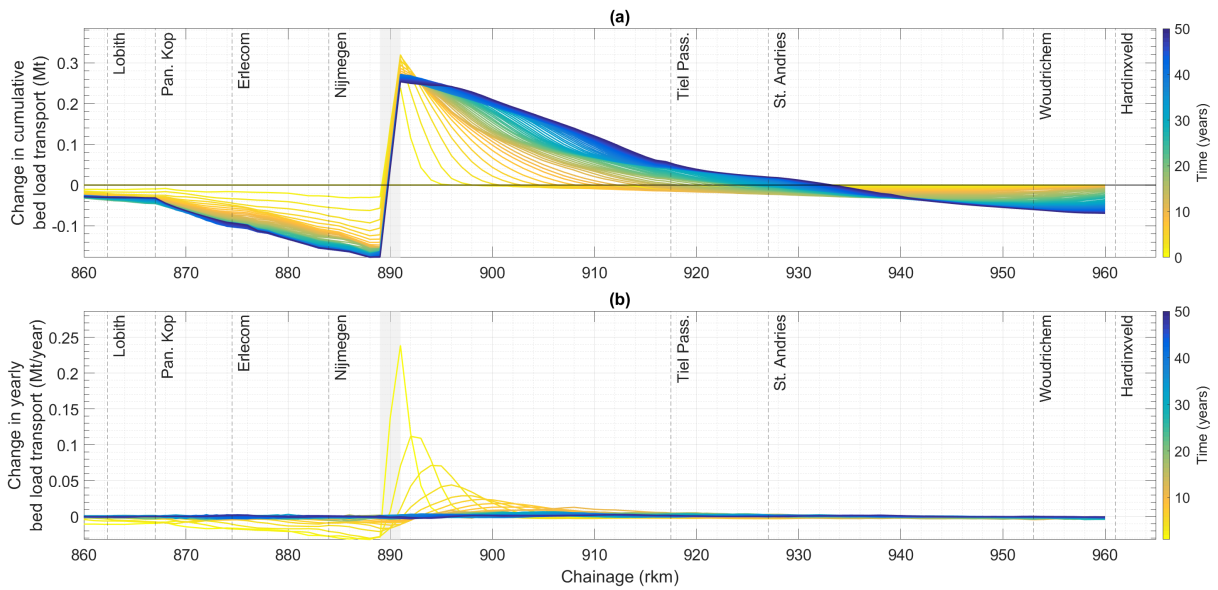 (a)
Change in cumulative
bed load transport (Mt)
0.3
0.2
0.1
0
-0.1
Lobith
Pan. Kop
Erlecom
Nijmegen
Tiel Pass.
St. Andries
Woudrichem
Hardinxveld
860 870 880 890 900 910 920 930 940 950 960
50
40
30
20
10
0
Time (years)
(b)
Change in yearly
bed load transport (Mt/year)
0.25
0.2
0.15
0.1
0.05
0
Lobith
Pan. Kop
Erlecom
Nijmegen
Tiel Pass.
St. Andries
Woudrichem
Hardinxveld
860 870 880 890 900 910 920 930 940 950 960
Chainage (rkm)
50
40
30
20
10
Time (years)